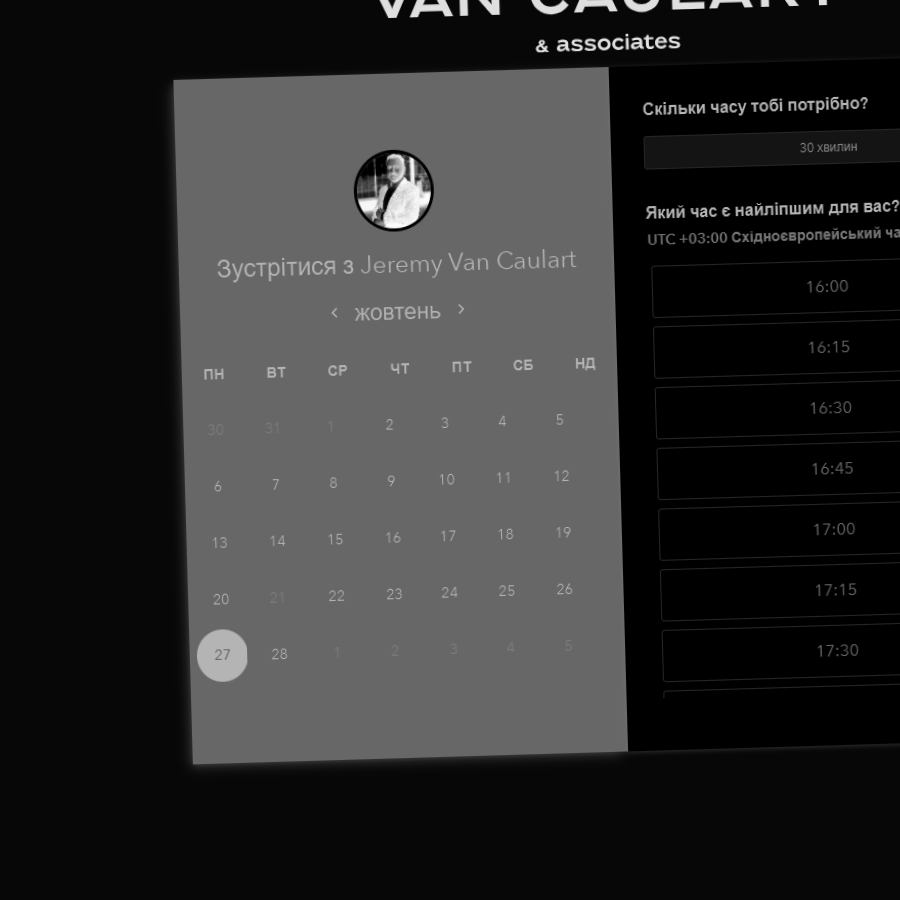 VAN CAULART
& associates
Зустрітися з Jeremy Van Caulart
жовтень
ПН ВТ СР ЧТ ПТ СБ НД
30 31 1 2 3 4 5
6 7 8 9 10 11 12
13 14 15 16 17 18 19
20 21 22 23 24 25 26
27 28 1 2 3 4 5
Скільки часу тобі потрібно?
30 хвилин
Який час є найліпшим для вас?
UTC +03:00 Східноєвропейський
16:00
16:15
16:30
16:45
17:00
17:15
17:30